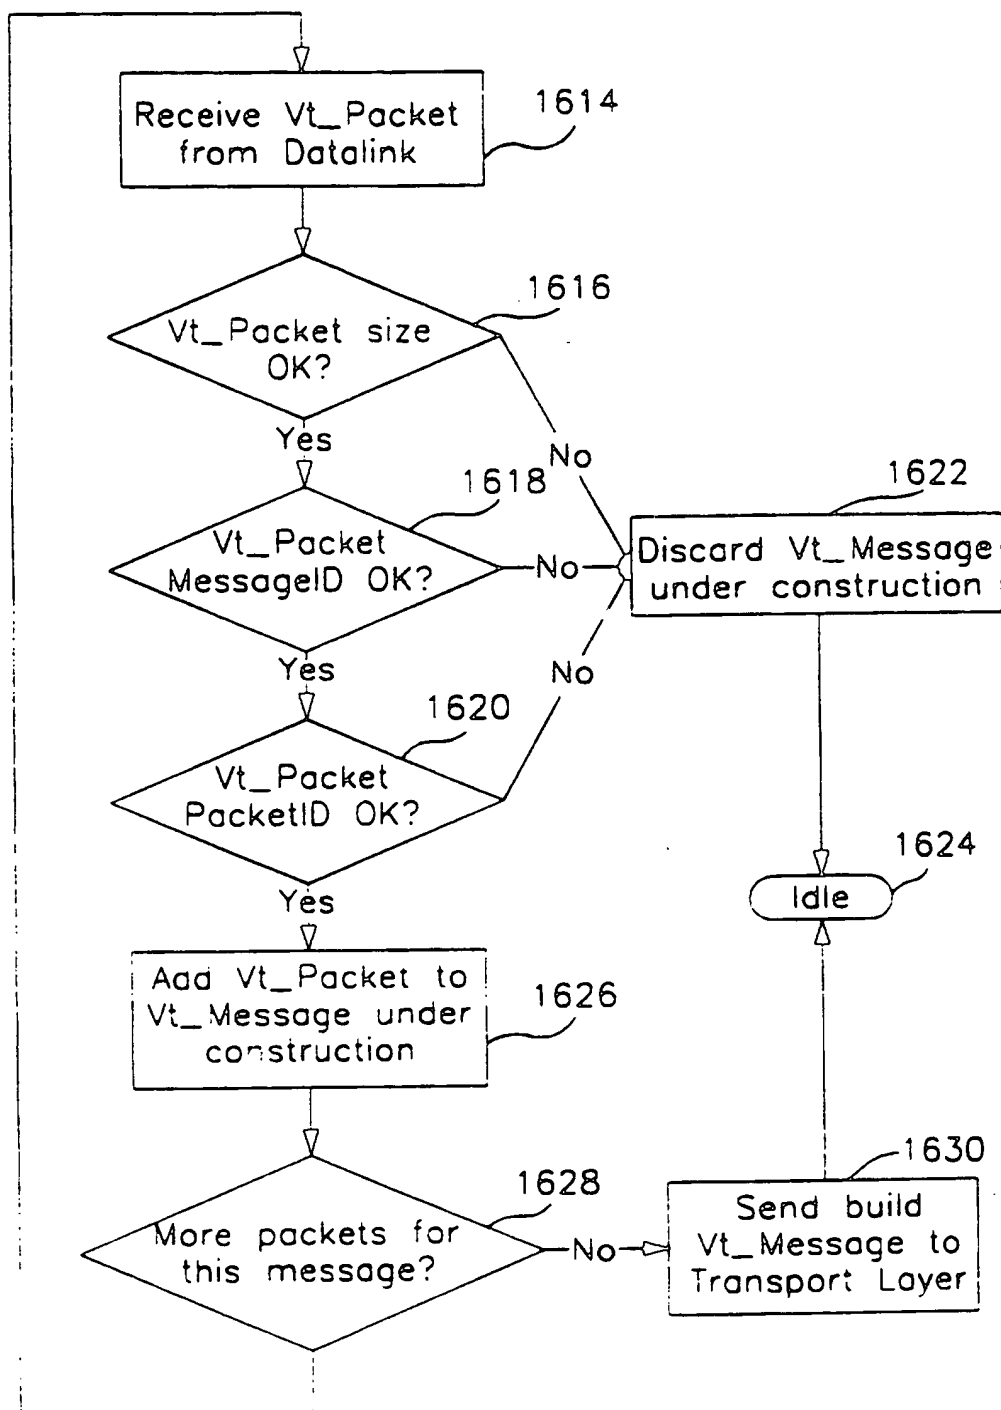 Receive Vt_Packet
from Datalink
1614
Vt_Packet size
OK?
1616
Yes
No
Vt_Packet
MessageID OK?
1618
No
Discard Vt_Message
under construction
1622
Yes
No
Vt_Packet
PacketID OK?
1620
Idle
1624
Yes
Add Vt_Packet to
Vt_Message under
construction
1626
More packets for
this message?
1628
No
Send build
Vt_Message to
Transport Layer
1630